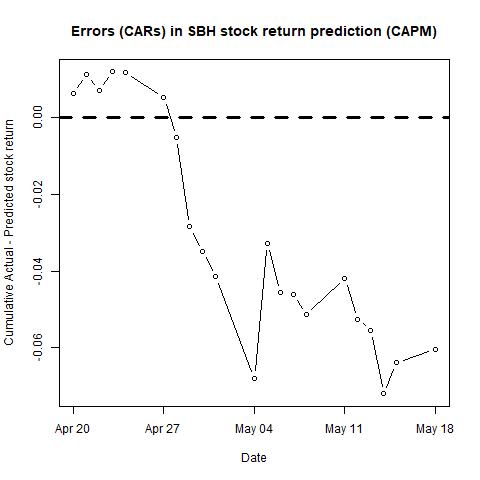 Errors (CARs) in SBH stock return prediction (CAPM)
Cumulative Actual - Predicted stock return
0.00
-0.02
-0.04
-0.06
Apr 20 Apr 27 May 04 May 11 May 18
Date